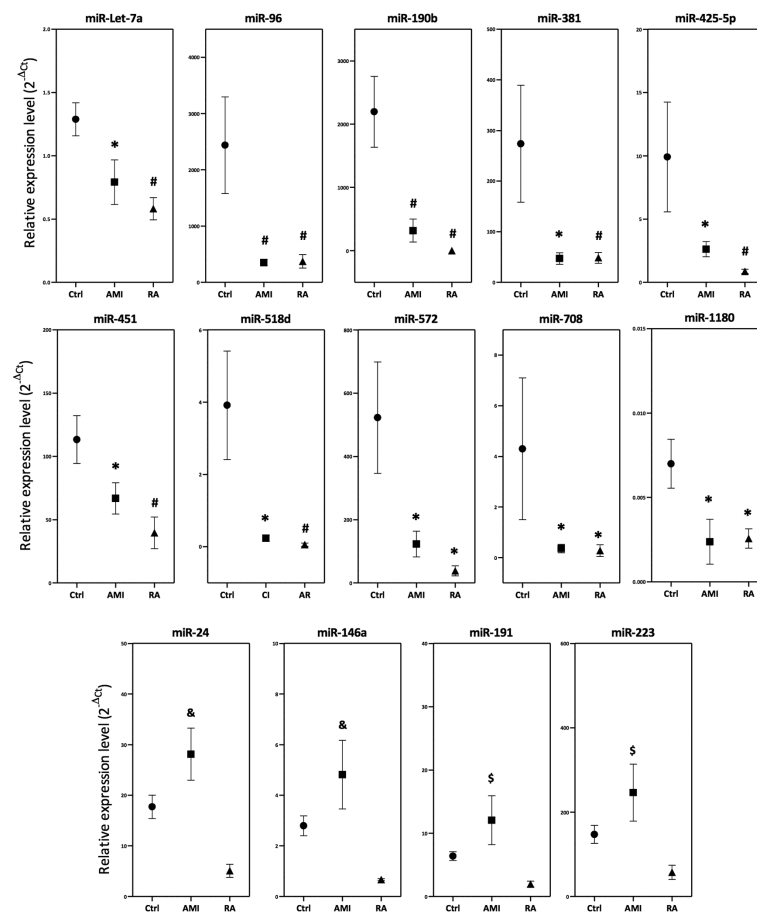 miR-Let-7a
miR-96
miR-190b
miR-381
miR-425-5p
Relative expression level (2^-ΔCt)
2.0
1.5
1.0
0.5
0.0
*
#
Ctrl AMI RA
4000
3000
2000
1000
0
# #
Ctrl AMI RA
3000
2000
1000
0
#
#
Ctrl AMI RA
500
400
300
200
100
0
* #
Ctrl AMI RA
25
20
15
10
5
0
*
#
Ctrl AMI RA
miR-451
miR-518d
miR-572
miR-708
miR-1180
Relative expression level (2^-ΔCt)
200
150
100
50
0
*
#
Ctrl AMI RA
6
4
2
0
*
#
Ctrl CI AR
800
600
400
200
0
*
*
Ctrl AMI RA
8
6
4
2
0
*
*
Ctrl AMI RA
0.015
0.010
0.005
0.000
*
*
Ctrl AMI RA
miR-24
miR-146a
miR-191
miR-223
Relative expression level (2^-ΔCt)
50
40
30
20
10
0
&
Ctrl AMI RA
10
8
6
4
2
0
&
Ctrl AMI RA
40
30
20
10
0
$
Ctrl AMI RA
600
400
200
0
$
Ctrl AMI RA